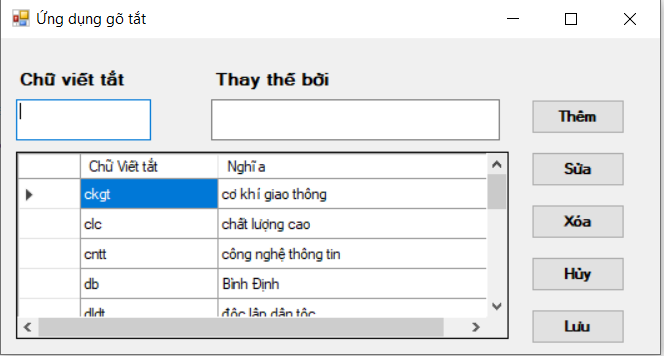 Ứng dụng gõ tắt
Chữ viết tắt Thay thế bởi
Thêm
Chữ Viết tắt Nghĩa
Sửa
ckgt cơ khí giao thông
clc chất lượng cao
Xóa
cntt công nghệ thông tin
Hủy
db Bình Định
dldt độc lập dân tộc
Lưu